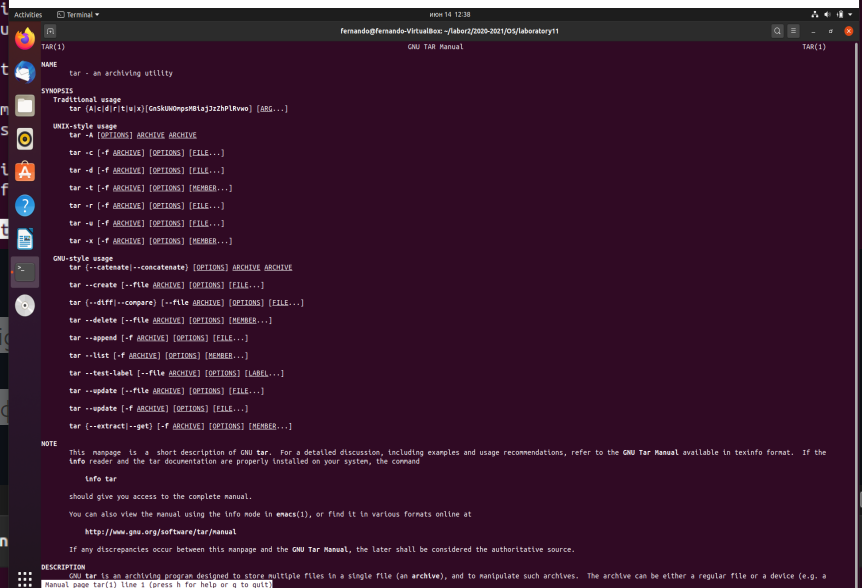 Activities
Terminal
июн 14 12:38
fernando@fernando-VirtualBox: ~/labor2/2020-2021/OS/laboratory11
TAR(1) GNU TAR Manual TAR(1)
NAME
tar - an archiving utility
SYNOPSIS
Traditional usage
tar {A|c|d|r|t|u|x}[GnSkUWOmpsMBiajJzZhPlRvwo] [ARG...]
UNIX-style usage
tar -A [OPTIONS] ARCHIVE ARCHIVE
tar -c [-f ARCHIVE] [OPTIONS] [FILE...]
tar -d [-f ARCHIVE] [OPTIONS] [FILE...]
tar -t [-f ARCHIVE] [OPTIONS] [MEMBER...]
tar -r [-f ARCHIVE] [OPTIONS] [FILE...]
tar -u [-f ARCHIVE] [OPTIONS] [FILE...]
tar -x [-f ARCHIVE] [OPTIONS] [MEMBER...]
GNU-style usage
tar {--catenate|--concatenate} [OPTIONS] ARCHIVE ARCHIVE
tar --create [--file ARCHIVE] [OPTIONS] [FILE...]
tar {--diff|--compare} [--file ARCHIVE] [OPTIONS] [FILE...]
tar --delete [--file ARCHIVE] [OPTIONS] [MEMBER...]
tar --append [-f ARCHIVE] [OPTIONS] [FILE...]
tar --list [-f ARCHIVE] [OPTIONS] [MEMBER...]
tar --test-label [--file ARCHIVE] [OPTIONS] [LABEL...]
tar --update [--file ARCHIVE] [OPTIONS] [FILE...]
tar --update [-f ARCHIVE] [OPTIONS] [FILE...]
tar {--extract|--get} [-f ARCHIVE] [OPTIONS] [MEMBER...]
NOTE
This manpage is a short description of GNU tar. For a detailed discussion, including examples and usage recommendations, refer to the GNU Tar Manual available in texinfo format. If the
info reader and the tar documentation are properly installed on your system, the command
info tar
should give you access to the complete manual.
You can also view the manual using the info mode in emacs(1), or find it in various formats online at
http://www.gnu.org/software/tar/manual
If any discrepancies occur between this manpage and the GNU Tar Manual, the later shall be considered the authoritative source.
DESCRIPTION
GNU tar is an archiving program designed to store multiple files in a single file (an archive), and to manipulate such archives. The archive can be either a regular file or a device (e.g. a
Manual page tar(1) line 1 (press h for help or q to quit)